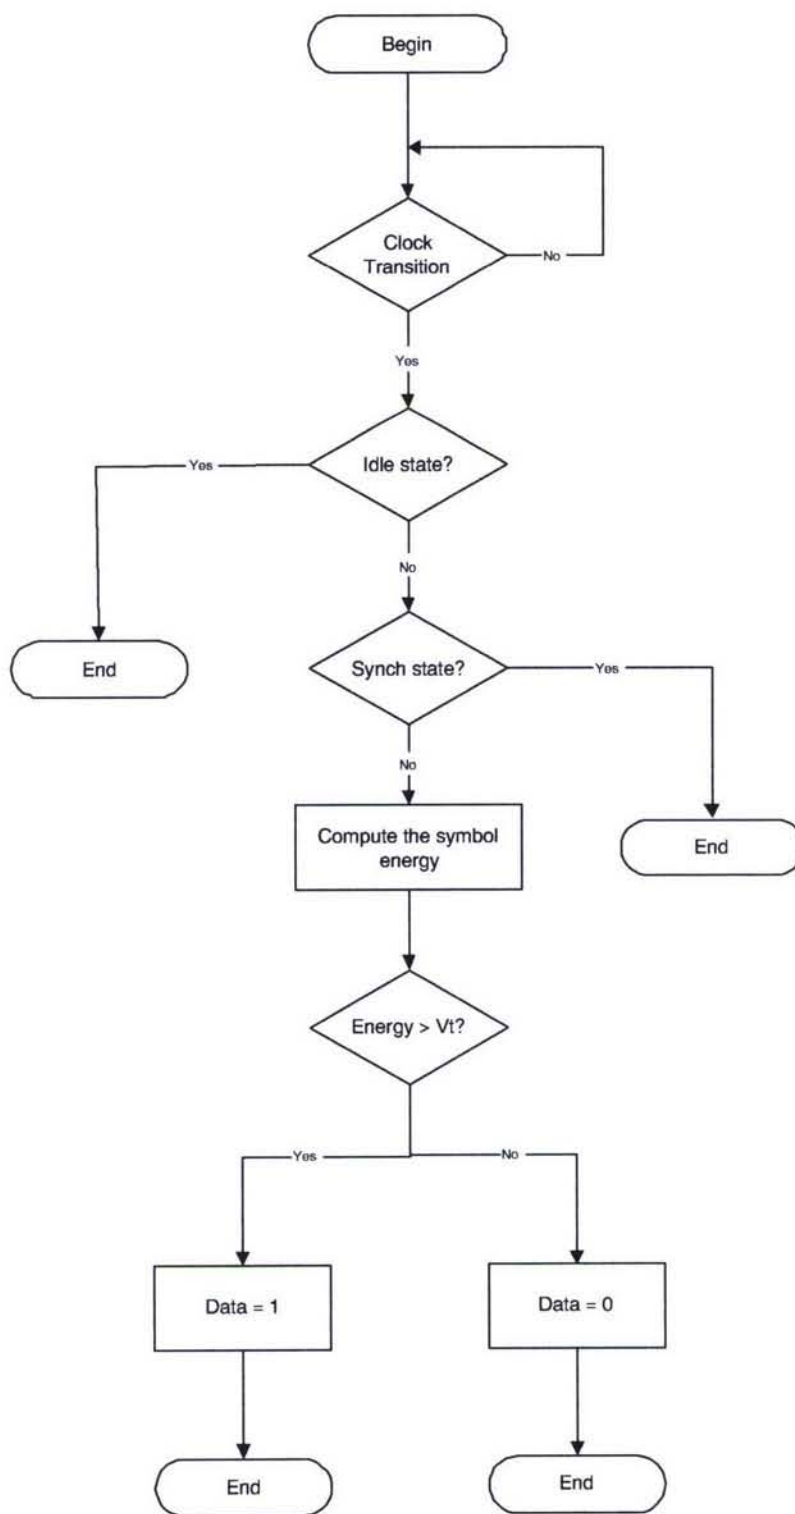 Begin
Clock
Transition
No
Yes
Idle state?
Yes
No
End
Synch state?
Yes
No
Compute the symbol
energy
End
Energy > Vt?
Yes
No
Data = 1
Data = 0
End
End